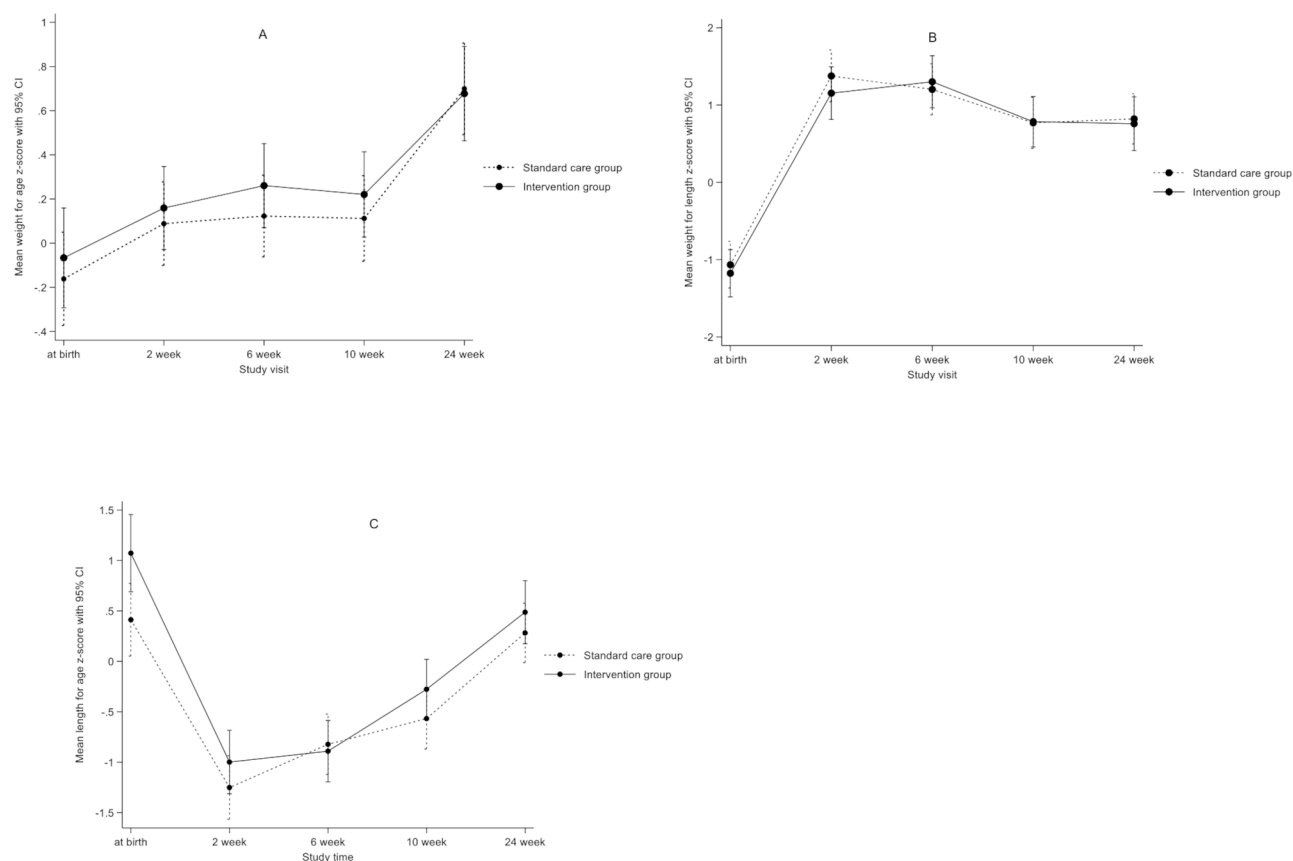 A
Mean weight for age z-score with 95% CI
1
.8
.6
.4
.2
0
-.2
-.4
at birth
2 week
6 week
10 week
24 week
Study visit
Standard care group
Intervention group
B
Mean weight for length z-score with 95% CI
2
1
0
-1
-2
at birth
2 week
6 week
10 week
24 week
Study visit
Standard care group
Intervention group
C
Mean length for age z-score with 95% CI
1.5
1
.5
0
-.5
-1
-1.5
at birth
2 week
6 week
10 week
24 week
Study time
Standard care group
Intervention group